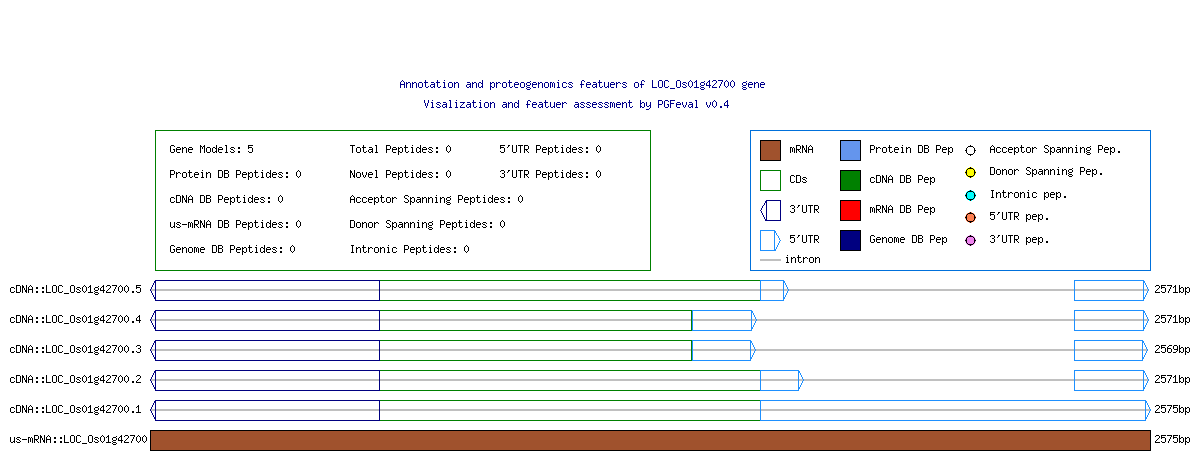 Annotation and proteogenomics featuers of LOC_Os01g42700 gene
Visalization and featuer assessment by PGFeval v0.4
Gene Models: 5 Total Peptides: 0 5'UTR Peptides: 0
Protein DB Peptides: 0 Novel Peptides: 0 3'UTR Peptides: 0
cDNA DB Peptides: 0 Acceptor Spanning Peptides: 0
us-mRNA DB Peptides: 0 Donor Spanning Peptides: 0
Genome DB Peptides: 0 Intronic Peptides: 0
mRNA Protein DB Pep Acceptor Spanning Pep.
CDs cDNA DB Pep Donor Spanning Pep.
3'UTR mRNA DB Pep Intronic pep.
5'UTR Genome DB Pep 5'UTR pep.
intron 3'UTR pep.
cDNA::LOC_Os01g42700.5 2571bp
cDNA::LOC_Os01g42700.4 2571bp
cDNA::LOC_Os01g42700.3 2569bp
cDNA::LOC_Os01g42700.2 2571bp
cDNA::LOC_Os01g42700.1 2575bp
us-mRNA::LOC_Os01g42700 2575bp